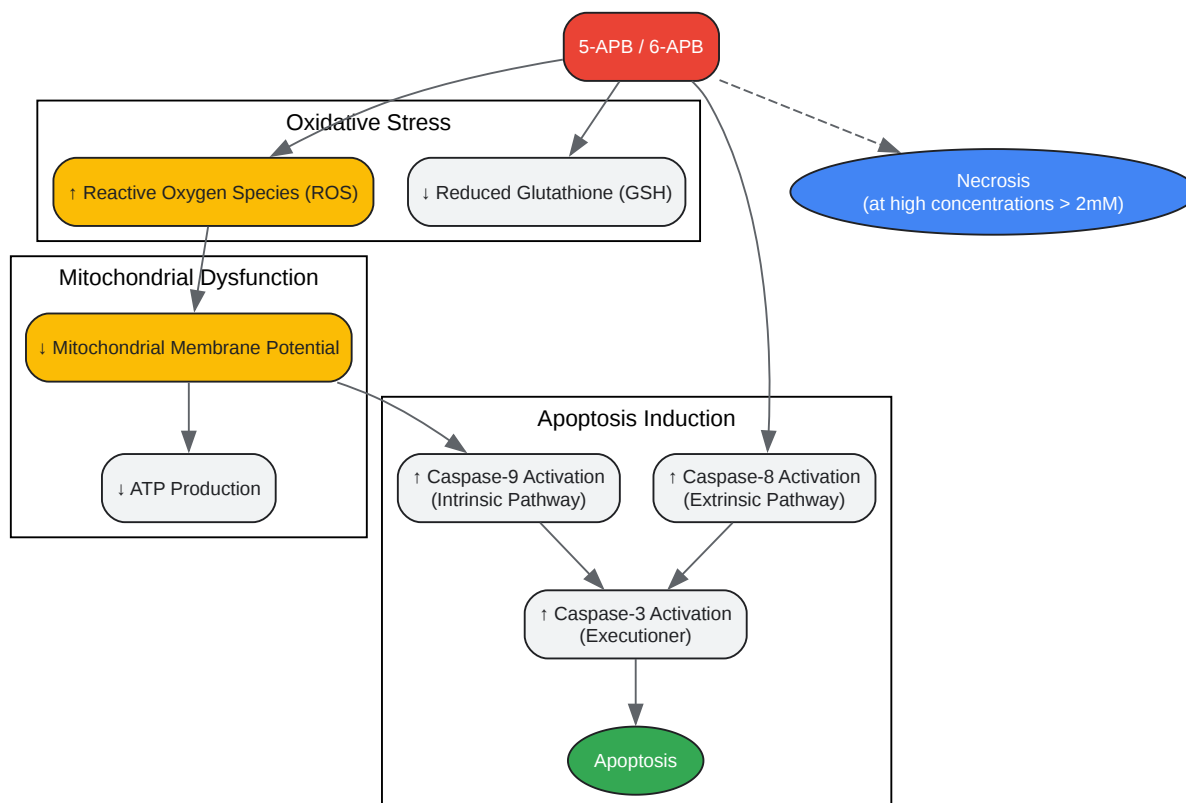 5-APB / 6-APB
Oxidative Stress
↑ Reactive Oxygen Species (ROS)
↓ Reduced Glutathione (GSH)
Necrosis
(at high concentrations > 2mM)
Mitochondrial Dysfunction
↓ Mitochondrial Membrane Potential
↓ ATP Production
Apoptosis Induction
↑ Caspase-9 Activation
(Intrinsic Pathway)
↑ Caspase-8 Activation
(Extrinsic Pathway)
↑ Caspase-3 Activation
(Executioner)
Apoptosis